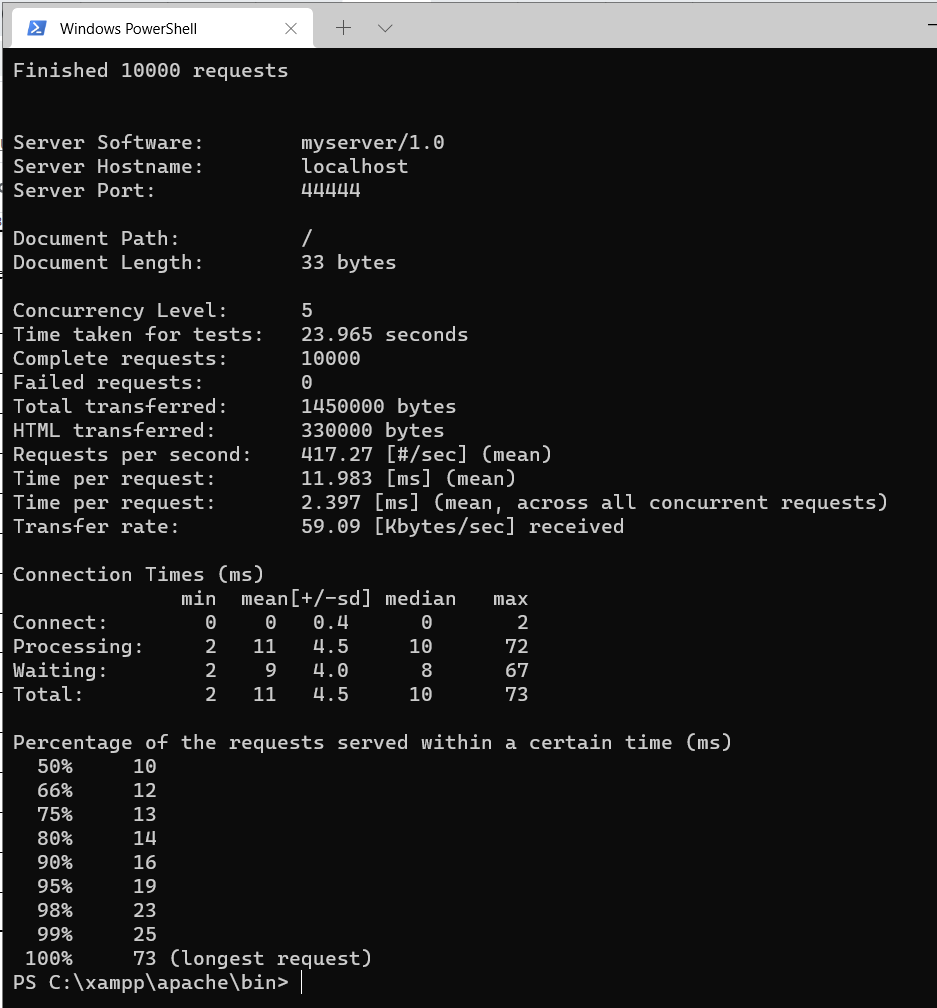 Windows PowerShell
Finished 10000 requests
Server Software: myserver/1.0
Server Hostname: localhost
Server Port: 44444
Document Path: /
Document Length: 33 bytes
Concurrency Level: 5
Time taken for tests: 23.965 seconds
Complete requests: 10000
Failed requests: 0
Total transferred: 1450000 bytes
HTML transferred: 330000 bytes
Requests per second: 417.27 [#/sec] (mean)
Time per request: 11.983 [ms] (mean)
Time per request: 2.397 [ms] (mean, across all concurrent requests)
Transfer rate: 59.09 [Kbytes/sec] received
Connection Times (ms)
min mean[+/-sd] median max
Connect: 0 0 0.4 0 2
Processing: 2 11 4.5 10 72
Waiting: 2 9 4.0 8 67
Total: 2 11 4.5 10 73
Percentage of the requests served within a certain time (ms)
50% 10
66% 12
75% 13
80% 14
90% 16
95% 19
98% 23
99% 25
100% 73 (longest request)
PS C:\xampp\apache\bin>